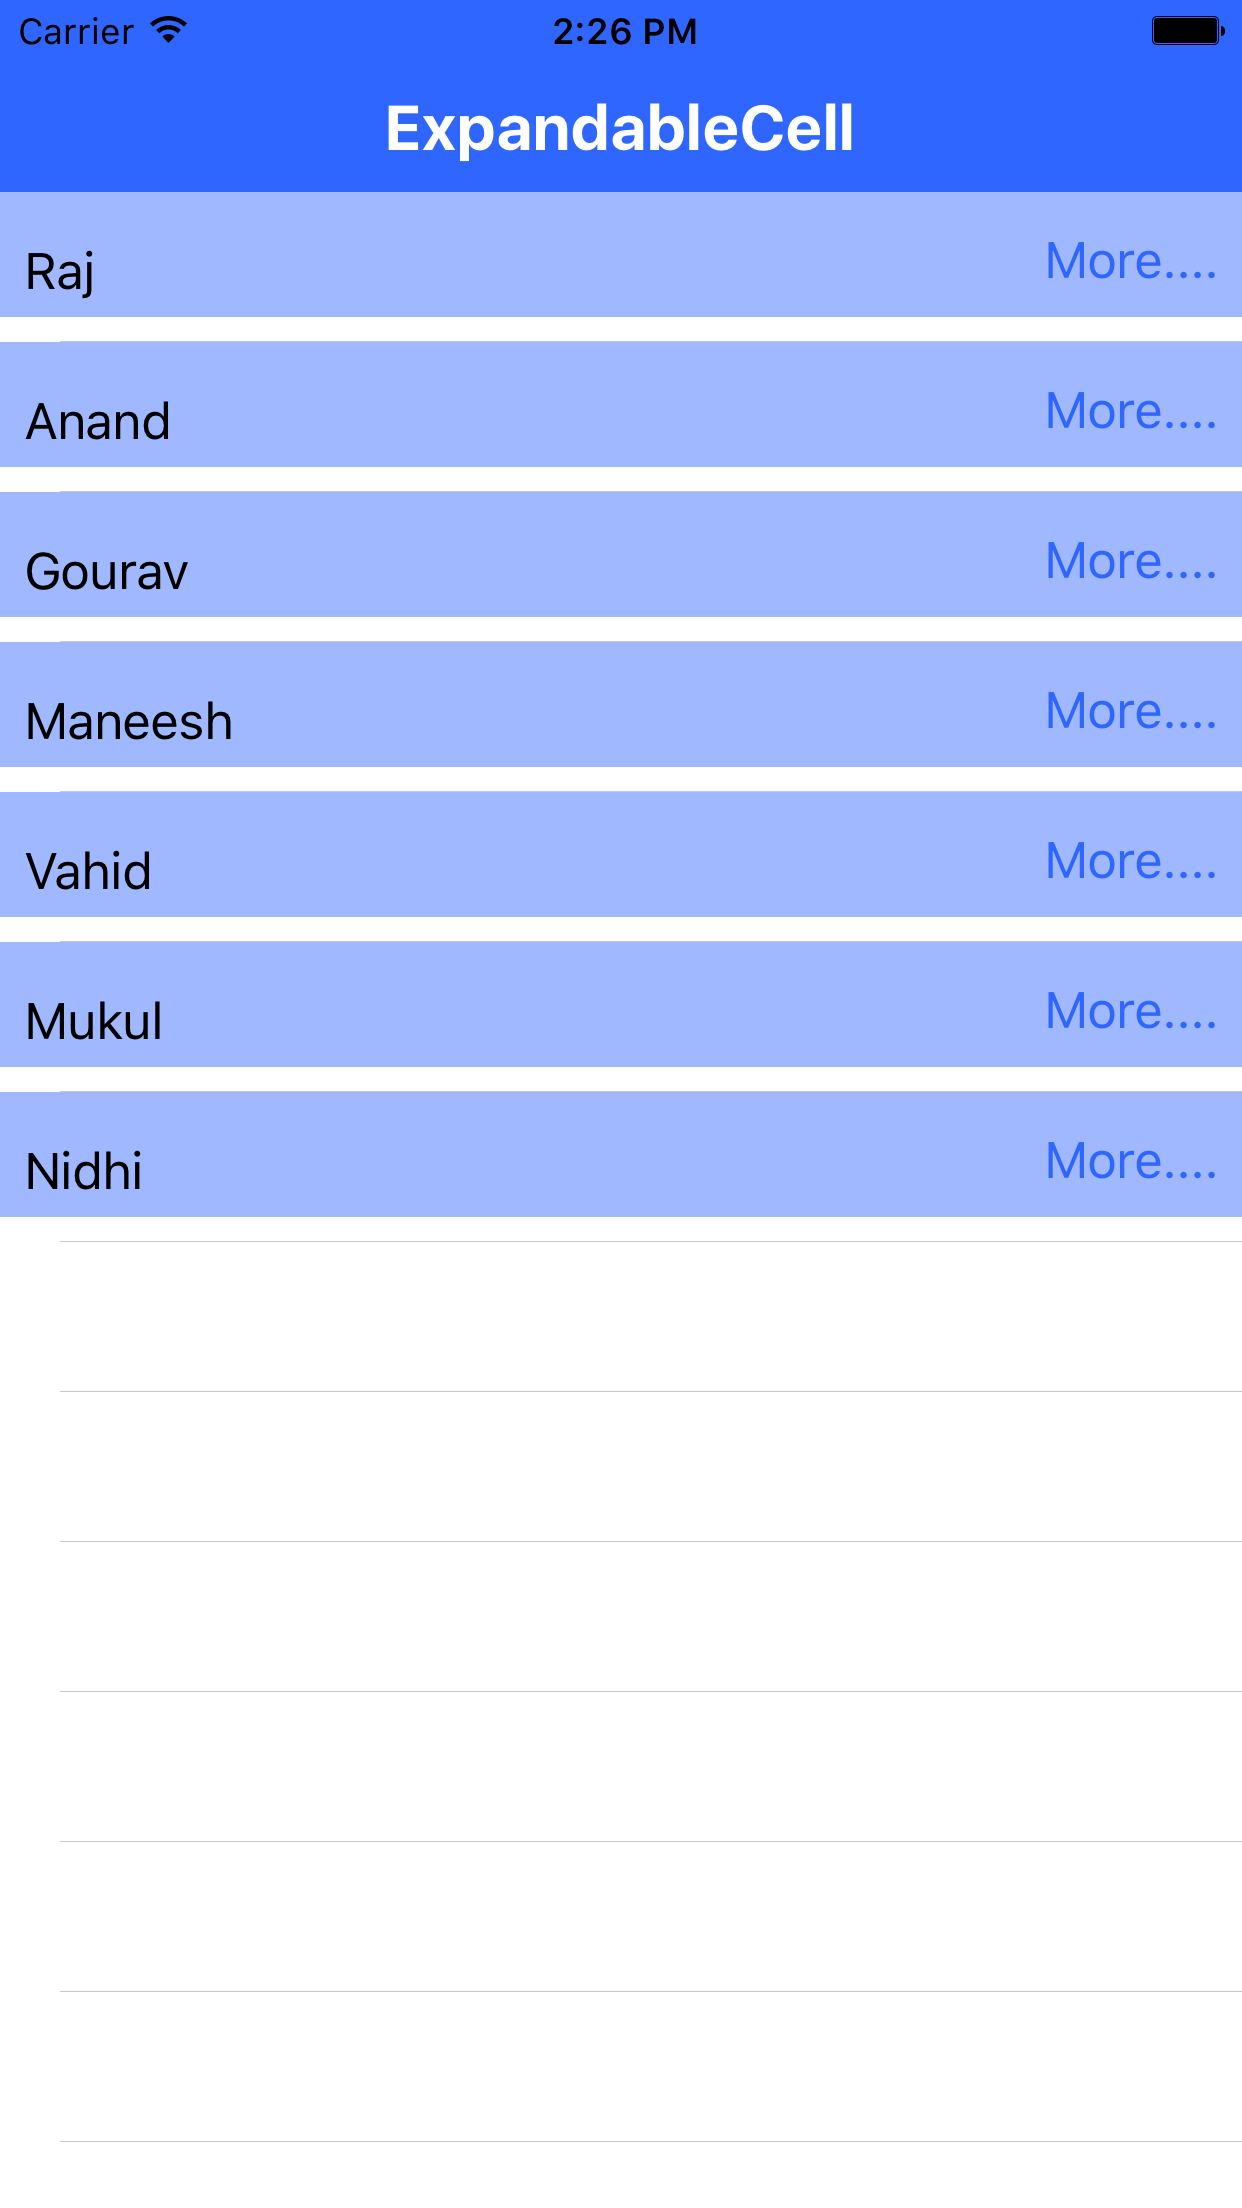 Carrier 2:26 PM
ExpandableCell
Raj More....
Anand More....
Gourav More....
Maneesh More....
Vahid More....
Mukul More....
Nidhi More....